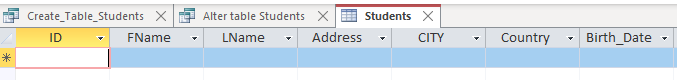 Create_Table_Students Alter table Students Students
ID FName LName Address CITY Country Birth_Date